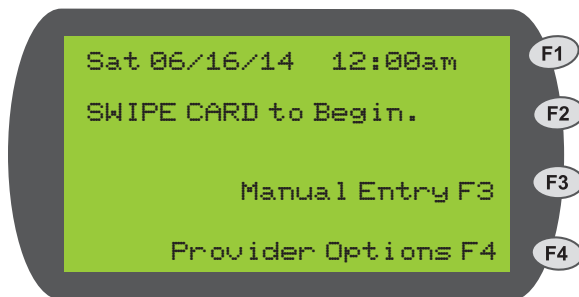 Sat 06/16/14 12:00am F1
SWIPE CARD to Begin. F2
Manual Entry F3 F3
Provider Options F4 F4